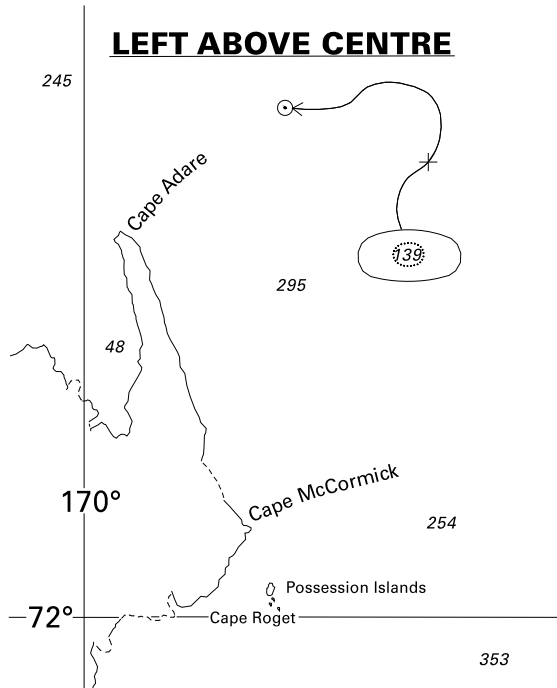 LEFT ABOVE CENTRE
245
Cape Adare
139
295
48
Cape McCormick
170°
254
Possession Islands
72°
Cape Roget
353